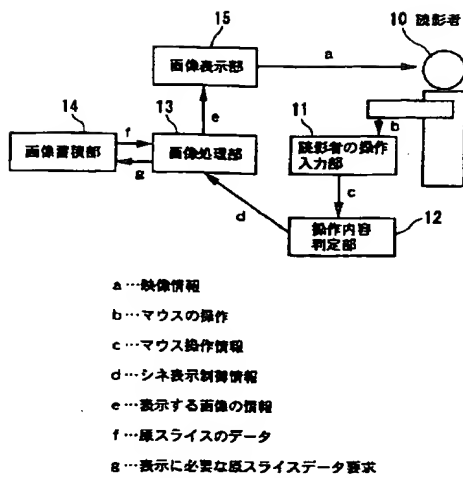 15
画像表示部
a
10 読影者
14
画像蓄積部
f
g
13
画像処理部
e
11
読影者の操作
入力部
b
c
d
操作内容
判定部
12
a…映像情報
b…マウスの操作
c…マウス操作情報
d…シネ表示制御情報
e…表示する画像の情報
f…原スライスのデータ
g…表示に必要な原スライスデータ要求